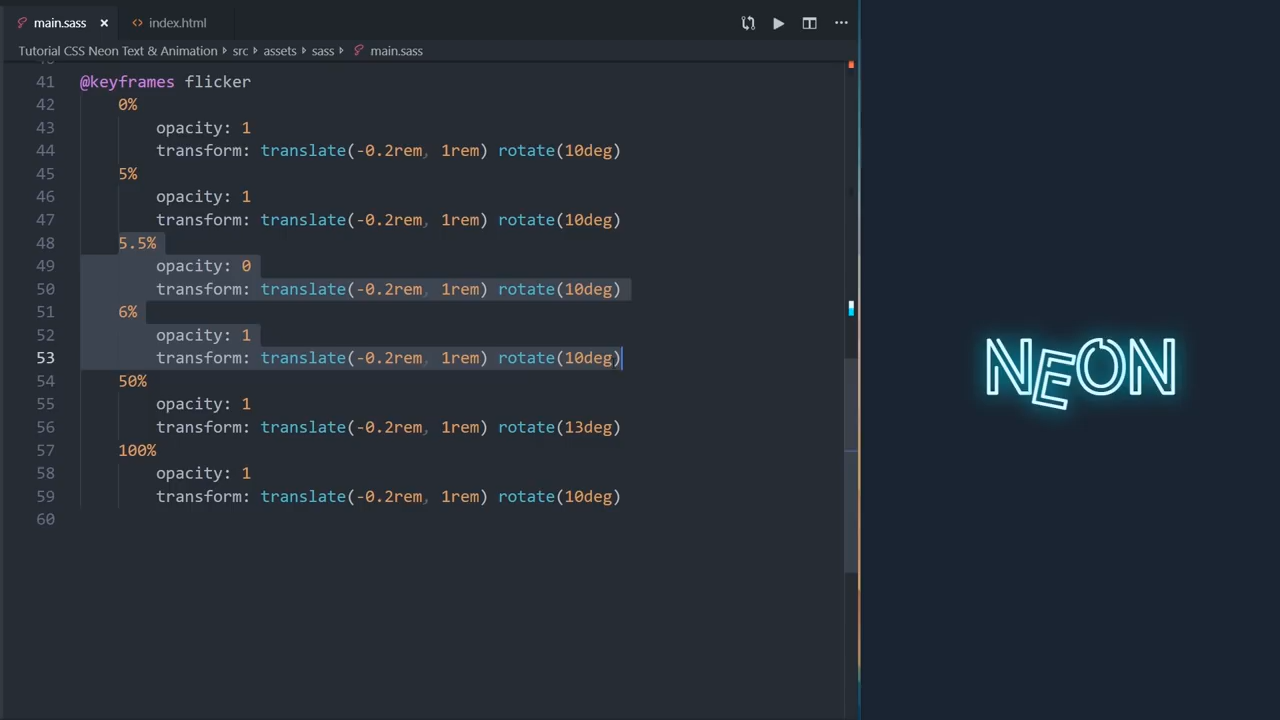 main.sass
index.html
Tutorial CSS Neon Text & Animation src assets sass main.sass
41 @keyframes flicker
42 0%
43 opacity: 1
44 transform: translate(-0.2rem, 1rem) rotate(10deg)
45 5%
46 opacity: 1
47 transform: translate(-0.2rem, 1rem) rotate(10deg)
48 5.5%
49 opacity: 0
50 transform: translate(-0.2rem, 1rem) rotate(10deg)
51 6%
52 opacity: 1
53 transform: translate(-0.2rem, 1rem) rotate(10deg)
54 50%
55 opacity: 1
56 transform: translate(-0.2rem, 1rem) rotate(13deg)
57 100%
58 opacity: 1
59 transform: translate(-0.2rem, 1rem) rotate(10deg)
60
NEON